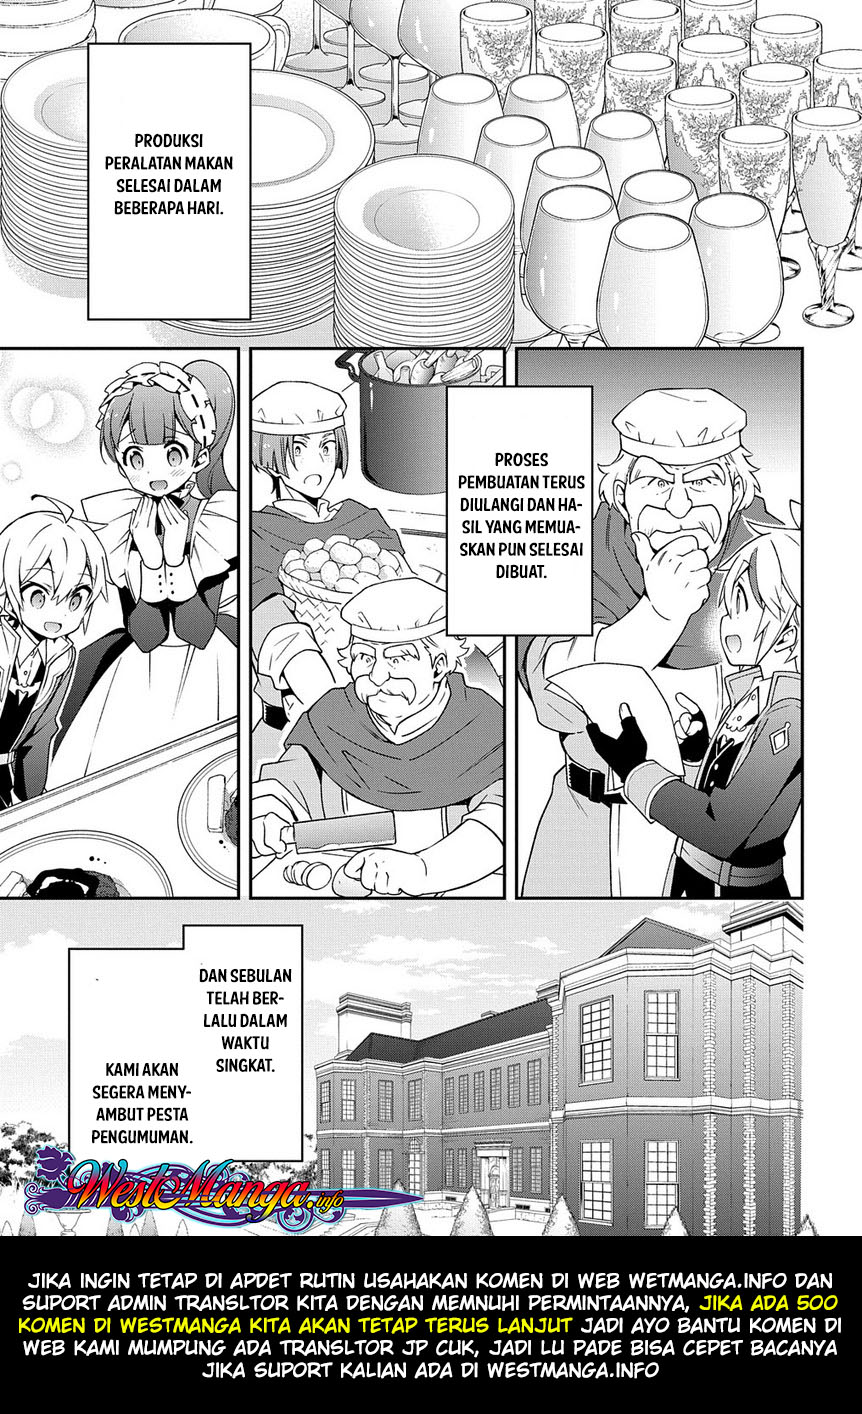 PRODUKSI
PERALATAN MAKAN
SELESAI DALAM
BEBERAPA HARI.
PROSES
PEMBUATAN TERUS
DIULANGI DAN HA-
SIL YANG MEMUA-
SKAN PUN SELESAI
DIBUAT.
DAN SEBULAN
TELAH BER-
LALU DALAM
WAKTU
SINGKAT.
KAMI AKAN
SEGERA MENY-
AMBUT PESTA
PENGUMUMAN.
WestManga.info
JIKA INGIN TETAP DI APDET RUTIN USAHAKAN KOMEN DI WEB WETMANGA.INFO DAN
SUPORT ADMIN TRANSLTOR KITA DENGAN MEMNUHI PERMINTAANNYA, JIKA ADA 500
KOMEN DI WESTMANGA KITA AKAN TETAP TERUS LANJUT JADI AYO BANTU KOMEN DI
WEB KAMI MUMPUNG ADA TRANSLTOR JP CUK, JADI LU PADE BISA CEPET BACANYA
JIKA SUPORT KALIAN ADA DI WESTMANGA.INFO